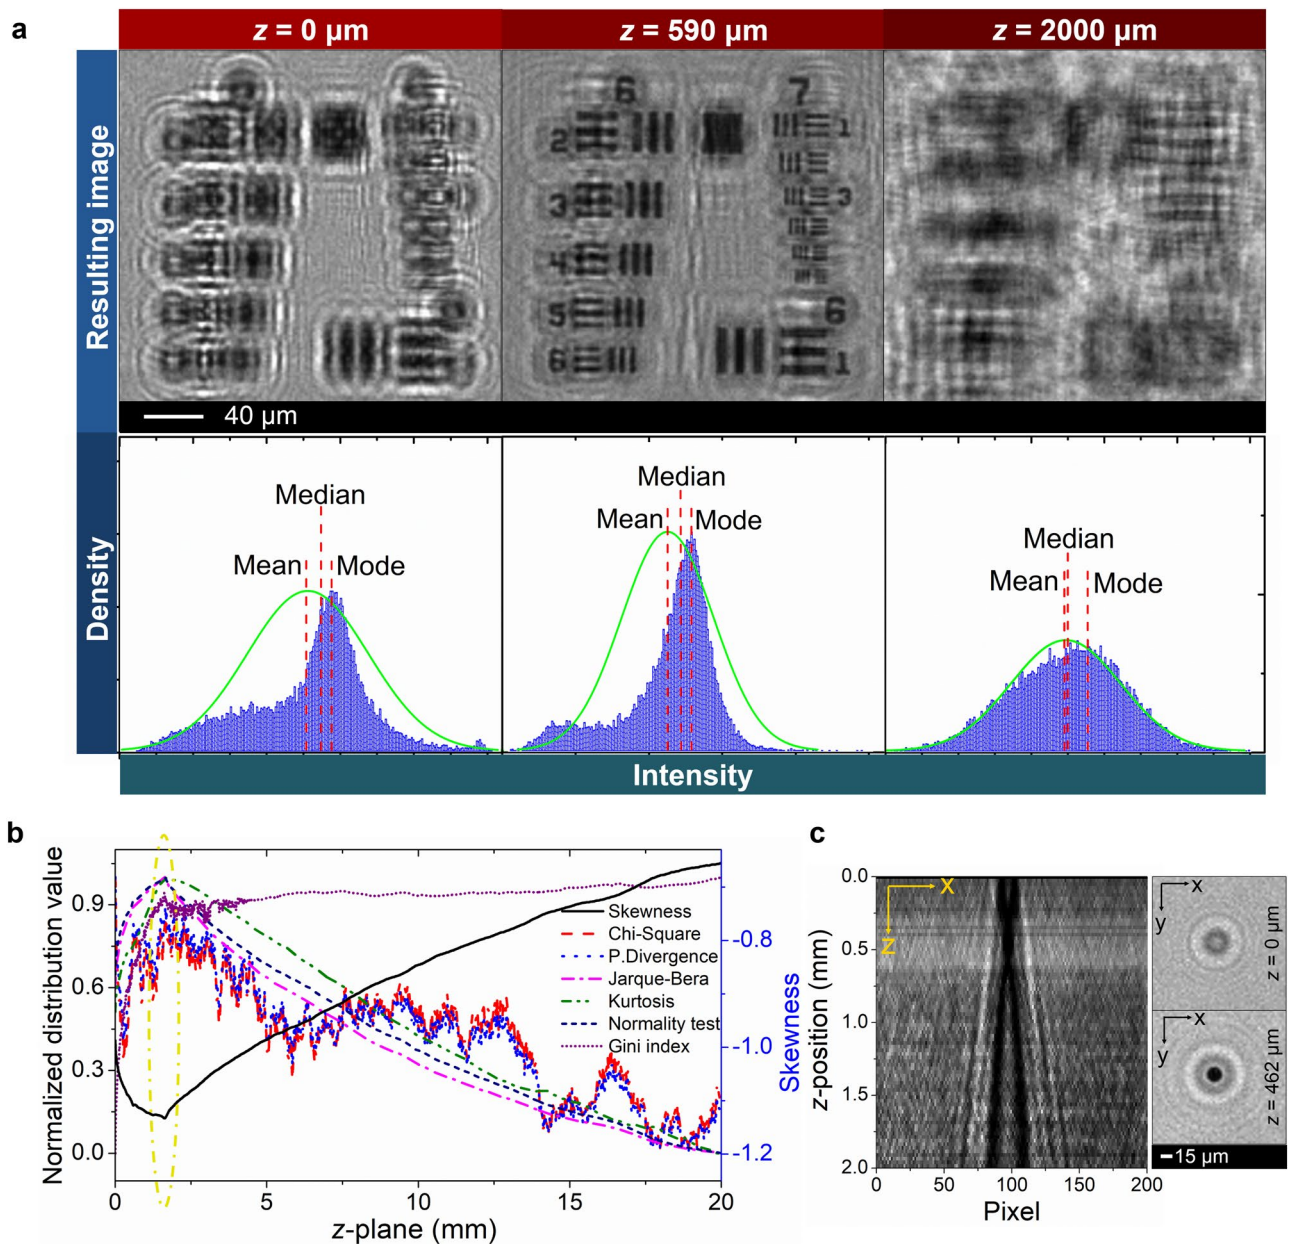 a
z = 0 µm
z = 590 µm
z = 2000 µm
Resulting image
6
7
2
1
3
3
4
5
6
6
1
40 µm
Density
Median
Mean
Mode
Median
Mean
Mode
Median
Mean
Mode
Intensity
b
Normalized distribution value
0.9
0.6
0.3
0.0
0
5
10
15
20
z-plane (mm)
Skewness
Chi-Square
P.Divergence
Jarque-Bera
Kurtosis
Normality test
Gini index
-0.8
-1.0
-1.2
Skewness
c
z-position (mm)
0.0
0.5
1.0
1.5
2.0
x
z
0
50
100
150
200
Pixel
x
y
z = 0 µm
x
y
z = 462 µm
15 µm